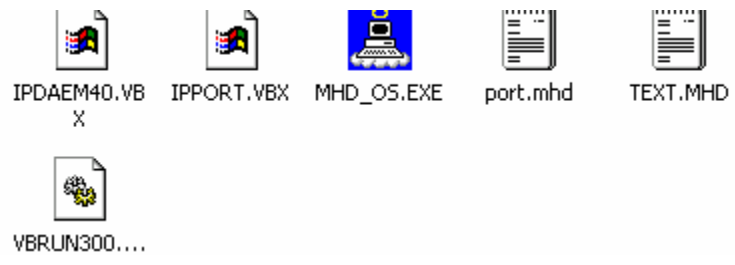 IPDAEM40.VB IPPORT.VBX MHD_OS.EXE port.mhd TEXT.MHD
X
VBRUN300....